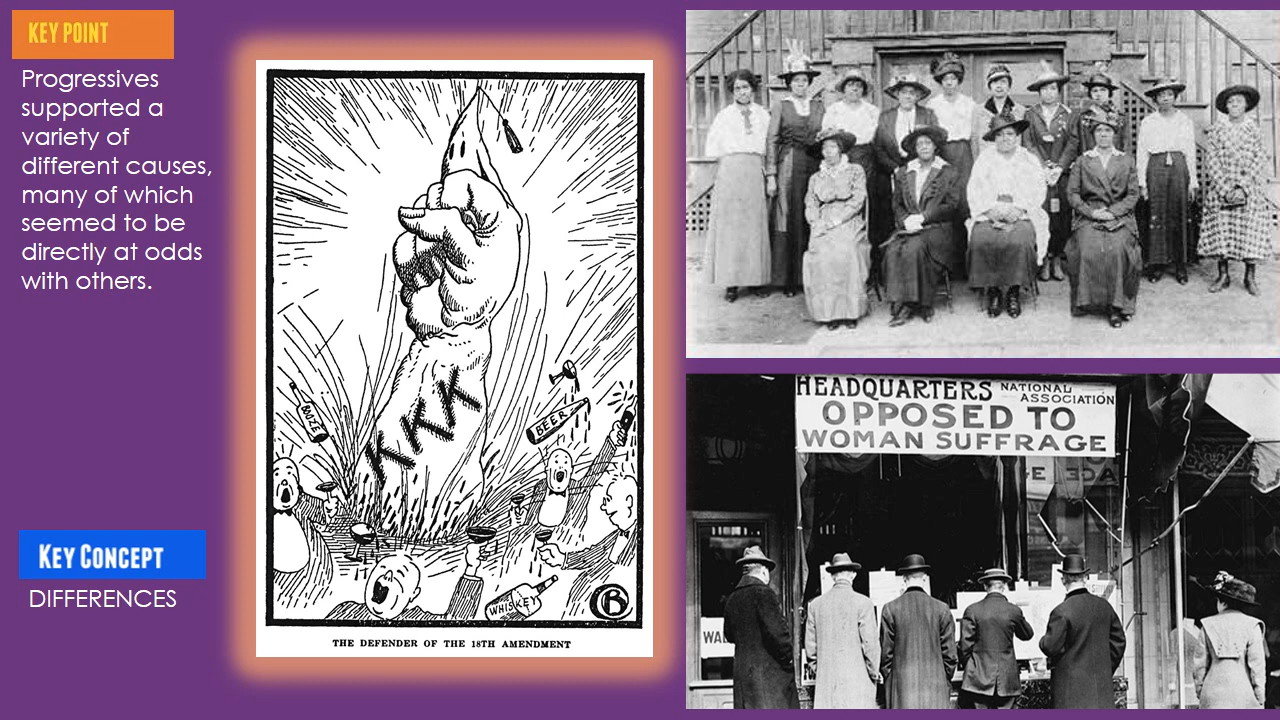 KEY POINT
Progressives
supported a
variety of
different causes,
many of which
seemed to be
directly at odds
with others.
KEY CONCEPT
DIFFERENCES
KKK
BOOZE
BEER
WHISKEY
THE DEFENDER OF THE 18TH AMENDMENT
HEADQUARTERS NATIONAL
ASSOCIATION
OPPOSED TO
WOMAN SUFFRAGE